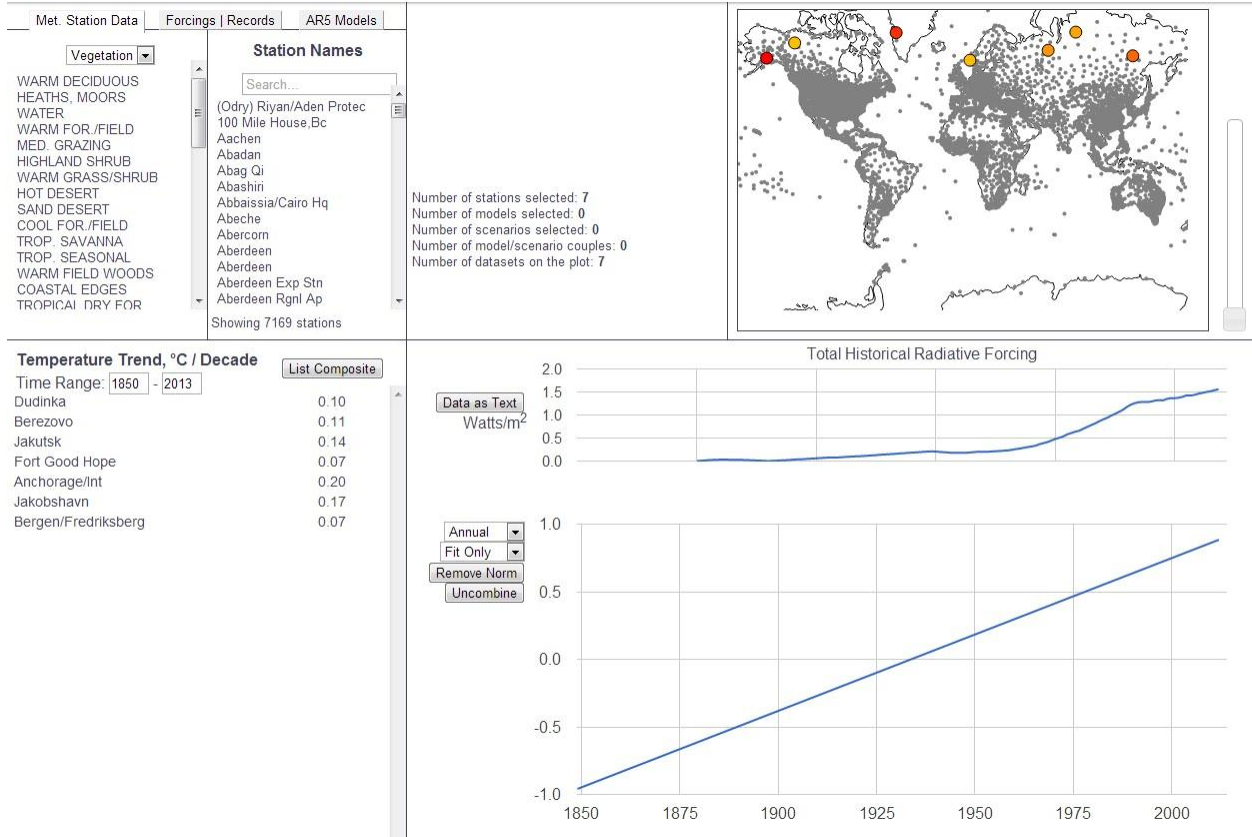 Met. Station Data
Forcings | Records
AR5 Models
Vegetation
WARM DECIDUOUS
HEATHS, MOORS
WATER
WARM FOR./FIELD
MED. GRAZING
HIGHLAND SHRUB
WARM GRASS/SHRUB
HOT DESERT
SAND DESERT
COOL FOR./FIELD
TROP. SAVANNA
TROP. SEASONAL
WARM FIELD WOODS
COASTAL EDGES
TROPICAL DRY FOR
Station Names
Search...
(Odry) Riyan/Aden Protec
100 Mile House,Bc
Aachen
Abadan
Abag Qi
Abashiri
Abbaissia/Cairo Hq
Abeche
Abercorn
Aberdeen
Aberdeen
Aberdeen Exp Stn
Aberdeen Rgnl Ap
Showing 7169 stations
Number of stations selected: 7
Number of models selected: 0
Number of scenarios selected: 0
Number of model/scenario couples: 0
Number of datasets on the plot: 7
Temperature Trend, °C / Decade
List Composite
Time Range: 1850 - 2013
Dudinka 0.10
Berezovo 0.11
Jakutsk 0.14
Fort Good Hope 0.07
Anchorage/Int 0.20
Jakobshavn 0.17
Bergen/Fredriksberg 0.07
Total Historical Radiative Forcing
Data as Text
Watts/m2
2.0
1.5
1.0
0.5
0.0
Annual
Fit Only
Remove Norm
Uncombine
1.0
0.5
0.0
-0.5
-1.0
1850 1875 1900 1925 1950 1975 2000